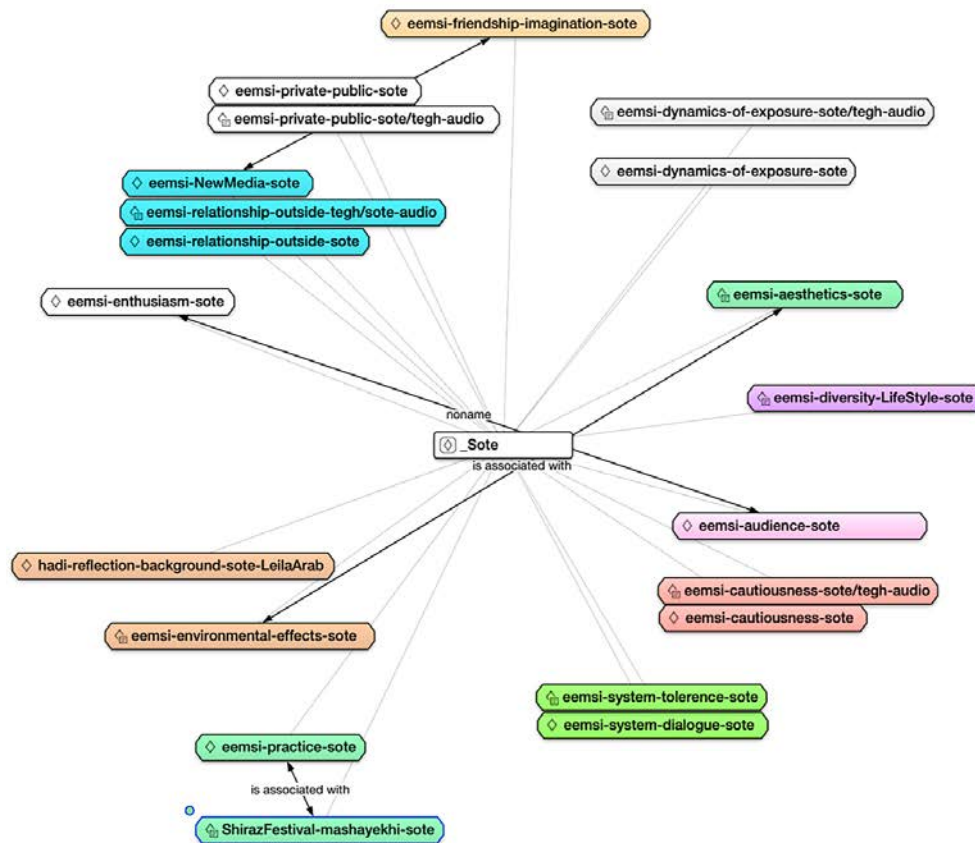 eemsi-friendship-imagination-sote
eemsi-private-public-sote
eemsi-private-public-sote/tegh-audio
eemsi-dynamics-of-exposure-sote/tegh-audio
eemsi-dynamics-of-exposure-sote
eemsi-NewMedia-sote
eemsi-relationship-outside-tegh/sote-audio
eemsi-relationship-outside-sote
eemsi-enthusiasm-sote
eemsi-aesthetics-sote
eemsi-diversity-LifeStyle-sote
noname
_Sote
is associated with
eemsi-audience-sote
hadi-reflection-background-sote-LeilaArab
eemsi-cautiousness-sote/tegh-audio
eemsi-cautiousness-sote
eemsi-environmental-effects-sote
eemsi-system-tolerence-sote
eemsi-system-dialogue-sote
eemsi-practice-sote
is associated with
ShirazFestival-mashayekhi-sote